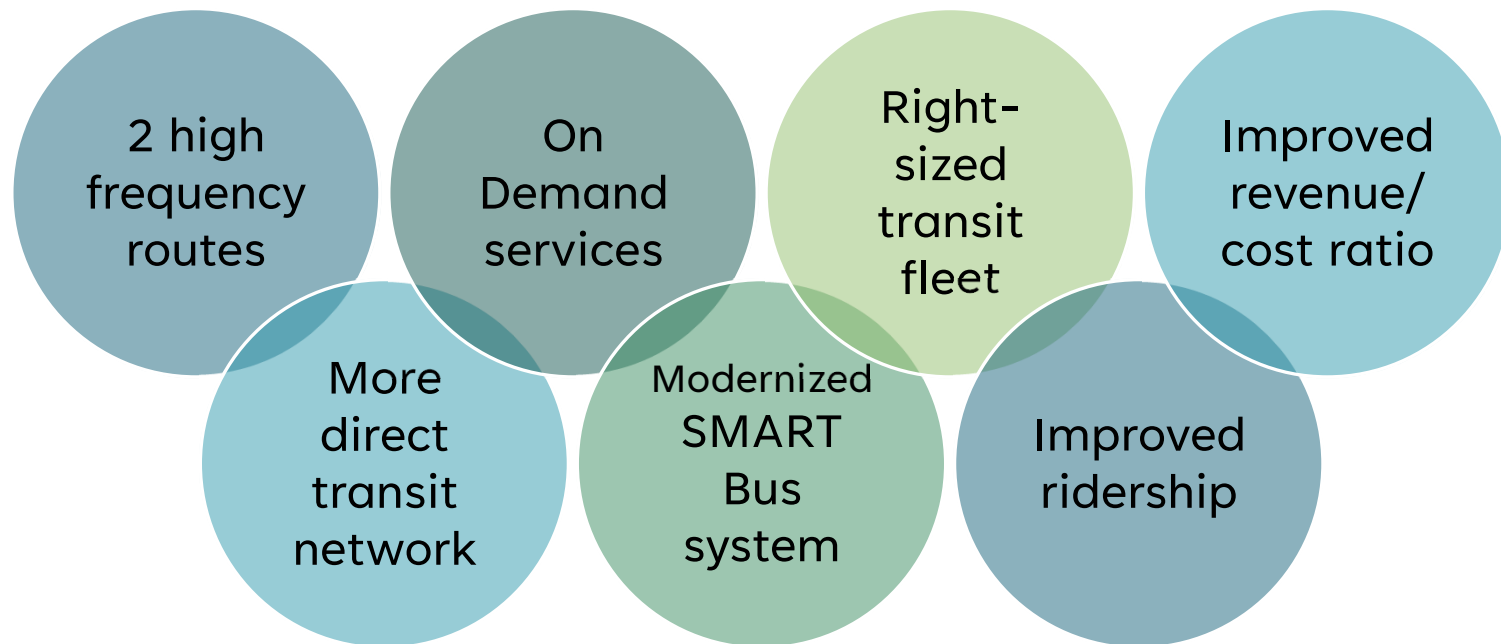 2 high
frequency
routes
On
Demand
services
Right-
sized
transit
fleet
Improved
revenue/
cost ratio
More
direct
transit
network
Modernized
SMART
Bus
system
Improved
ridership